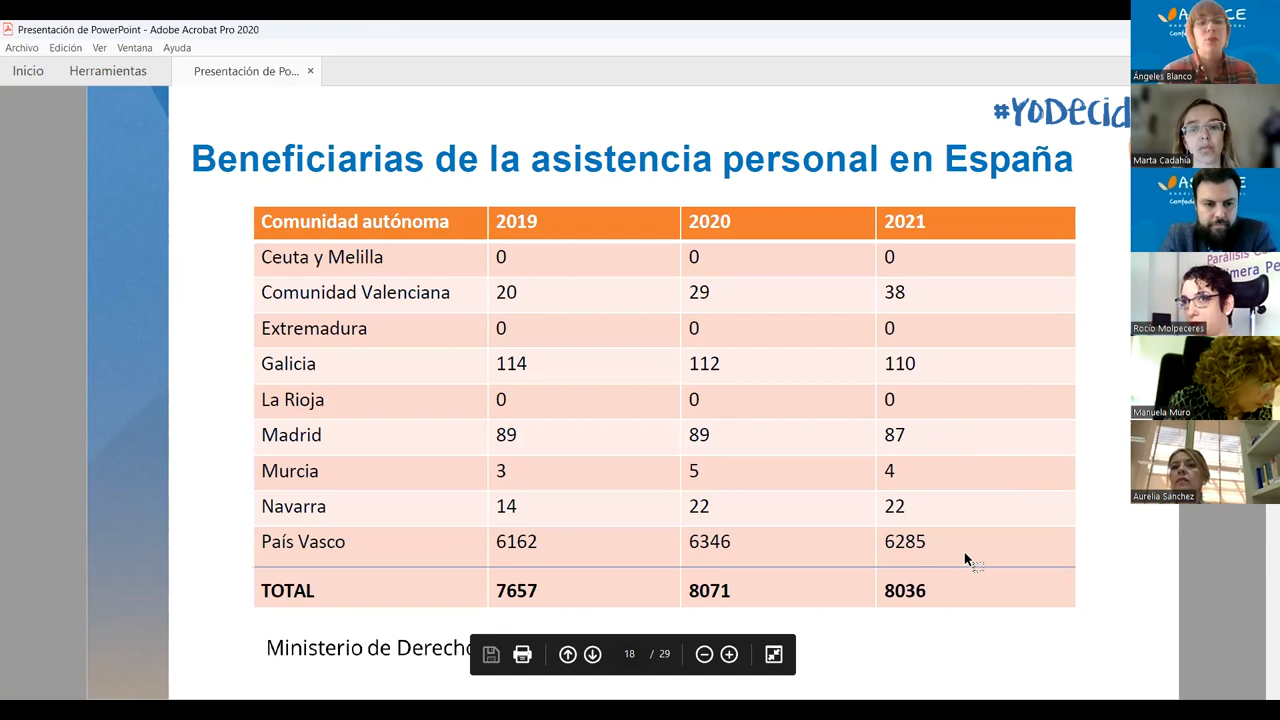 Presentación de PowerPoint - Adobe Acrobat Pro 2020
Archivo Edición Ver Ventana Ayuda
Inicio Herramientas Presentación de Po... ×
#YoDecid
Beneficiarias de la asistencia personal en España
Comunidad autónoma 2019 2020 2021
Ceuta y Melilla 0 0 0
Comunidad Valenciana 20 29 38
Extremadura 0 0 0
Galicia 114 112 110
La Rioja 0 0 0
Madrid 89 89 87
Murcia 3 5 4
Navarra 14 22 22
País Vasco 6162 6346 6285
TOTAL 7657 8071 8036
Ministerio de Derecho
18 / 29
Ángeles Blanco
Marta Cadahía
Rocío Molpeceres
Manuela Muro
Aurelia Sánchez